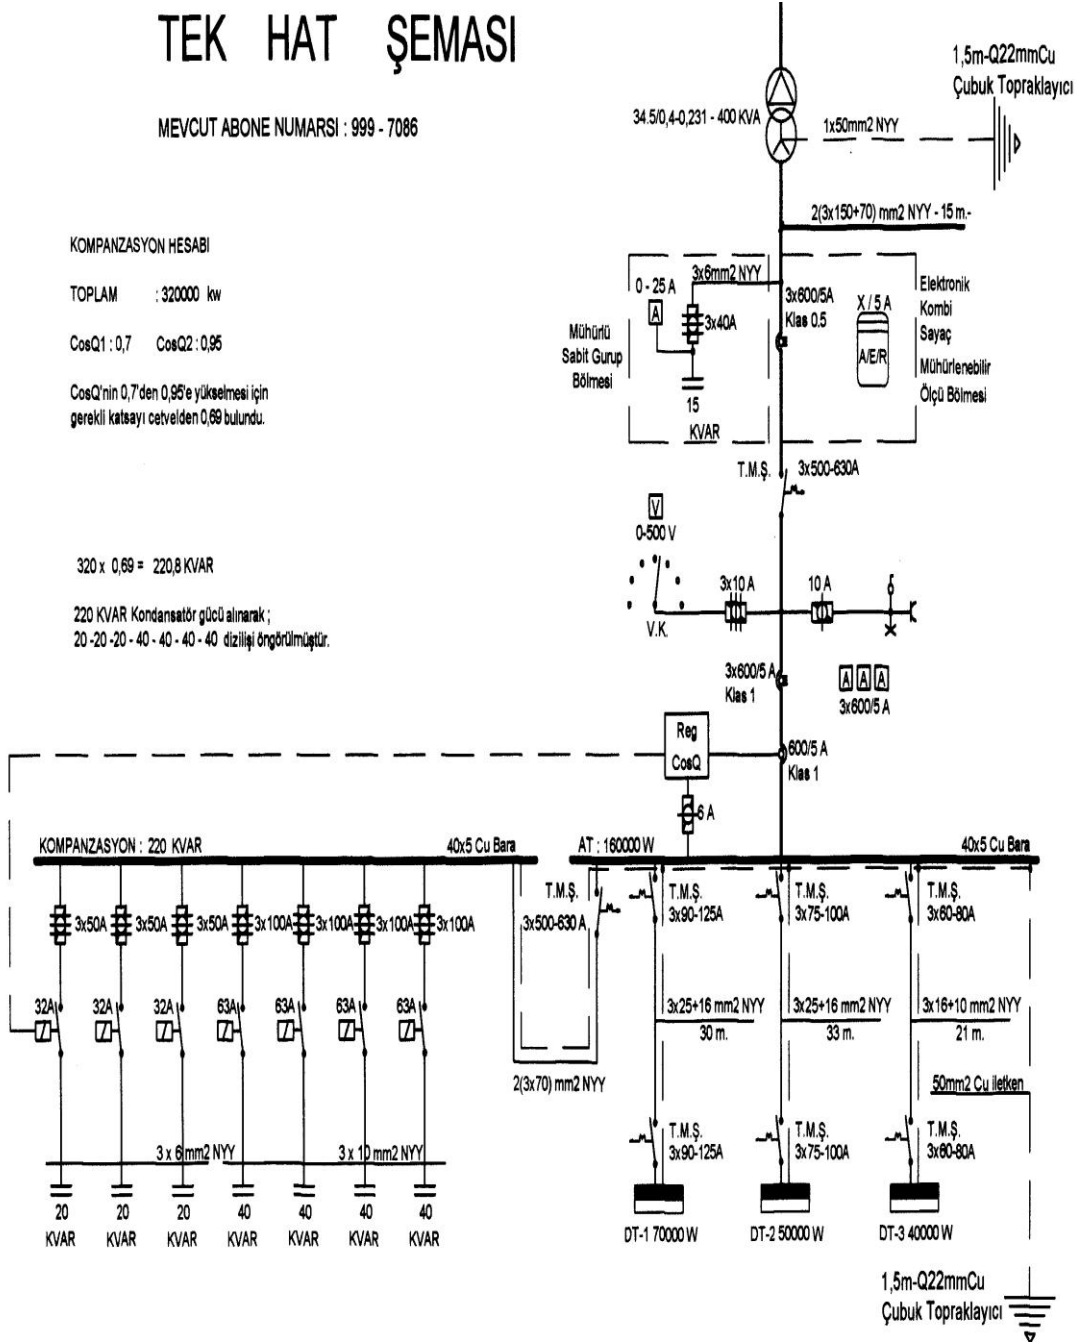 TEK HAT ŞEMASI
MEVCUT ABONE NUMARSI : 999 - 7086
34.5/0,4-0,231 - 400 KVA
1,5m-Q22mmCu
Çubuk Topraklayıcı
1x50mm2 NYY
2(3x150+70) mm2 NYY - 15 m.-
KOMPANZASYON HESABI
TOPLAM : 320000 kw
CosQ1 : 0,7 CosQ2 : 0,95
CosQ'nin 0,7'den 0,95'e yükselmesi için
gerekli katsayı cetvelden 0,69 bulundu.
320 x 0,69 = 220,8 KVAR
220 KVAR Kondansatör gücü alınarak ;
20 -20 -20 - 40 - 40 - 40 - 40 dizilişi öngörülmüştür.
Mühürlü
Sabit Gurup
Bölmesi
0 - 25 A
A
3x6mm2 NYY
3x40A
15
KVAR
3x600/5A
Klas 0.5
X / 5 A
A/E/R
Elektronik
Kombi
Sayaç
Mühürlenebilir
Ölçü Bölmesi
T.M.Ş.
3x500-630A
V
0-500 V
V.K.
3x10 A
10 A
3x600/5 A
Klas 1
A A A
3x600/5 A
Reg
CosQ
600/5 A
Klas 1
6 A
KOMPANZASYON : 220 KVAR
40x5 Cu Bara
AT : 160000 W
40x5 Cu Bara
3x50A 3x50A 3x50A 3x100A 3x100A 3x100A 3x100A
T.M.Ş.
3x500-630 A
T.M.Ş.
3x90-125A
T.M.Ş.
3x75-100A
T.M.Ş.
3x60-80A
32A 32A 32A 63A 63A 63A 63A
3x25+16 mm2 NYY
30 m.
3x25+16 mm2 NYY
33 m.
3x16+10 mm2 NYY
21 m.
2(3x70) mm2 NYY
50mm2 Cu iletken
T.M.Ş.
3x90-125A
T.M.Ş.
3x75-100A
T.M.Ş.
3x60-80A
3 x 6 mm2 NYY
3 x 10 mm2 NYY
20 20 20 40 40 40 40
KVAR KVAR KVAR KVAR KVAR KVAR KVAR
DT-1 70000 W
DT-2 50000 W
DT-3 40000 W
1,5m-Q22mmCu
Çubuk Topraklayıcı